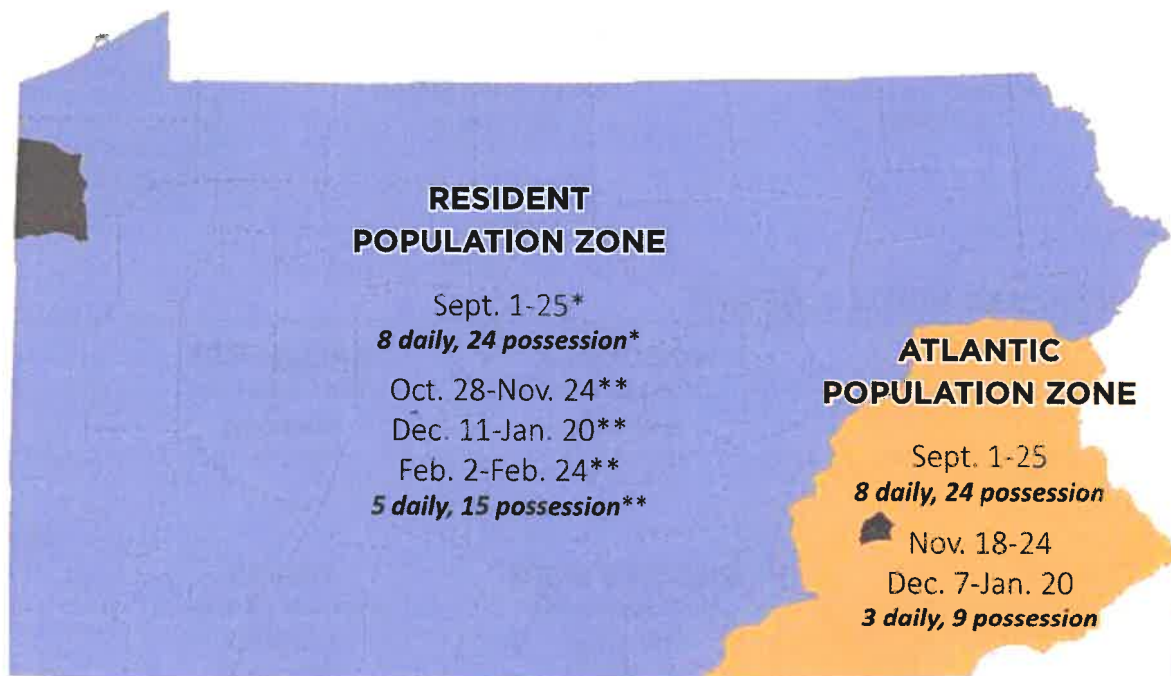 RESIDENT
POPULATION ZONE
Sept. 1-25*
8 daily, 24 possession*
Oct. 28-Nov. 24**
Dec. 11-Jan. 20**
Feb. 2-Feb. 24**
5 daily, 15 possession**
ATLANTIC
POPULATION ZONE
Sept. 1-25
8 daily, 24 possession
Nov. 18-24
Dec. 7-Jan. 20
3 daily, 9 possession